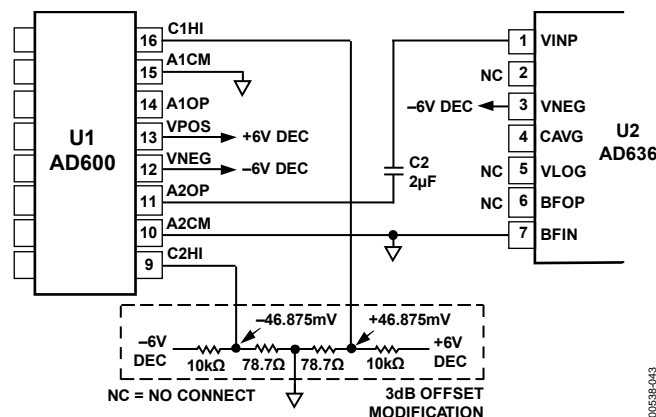 C1HI
16
A1CM
15
A1OP
14
VPOS
13
+6V DEC
VNEG
12
–6V DEC
A2OP
11
A2CM
10
C2HI
9
U1
AD600
C2
2µF
1
VINP
NC
2
–6V DEC
3
VNEG
4
CAVG
NC
5
VLOG
NC
6
BFOP
7
BFIN
U2
AD636
–46.875mV
+46.875mV
–6V
DEC
10kΩ
78.7Ω
78.7Ω
10kΩ
+6V
DEC
NC = NO CONNECT
3dB OFFSET
MODIFICATION
00538-043